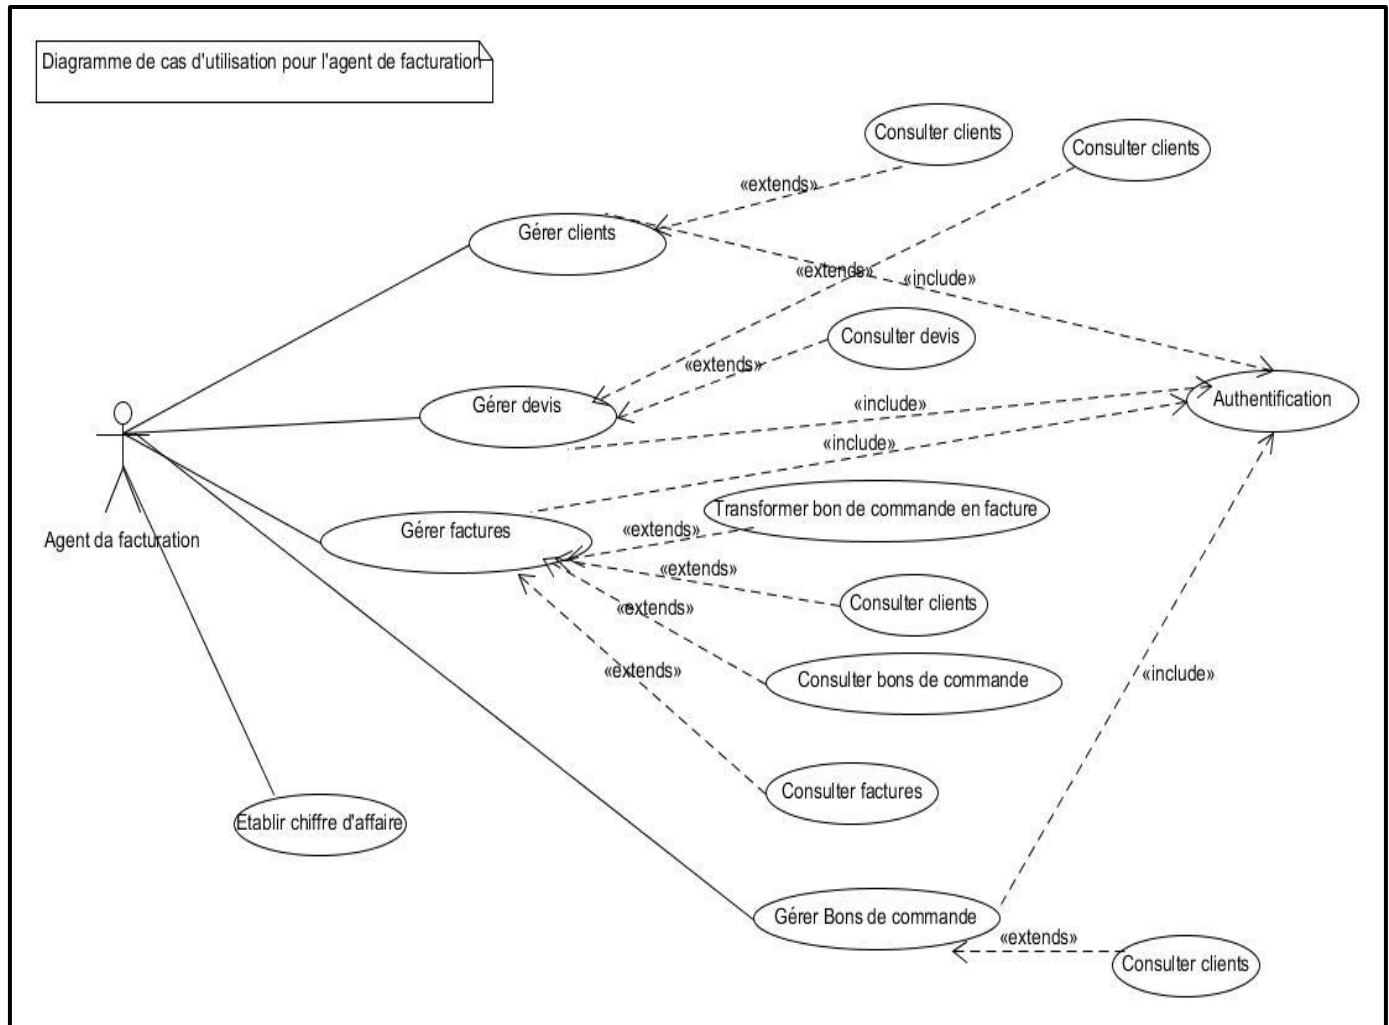 Diagramme de cas d'utilisation pour l'agent de facturation
Consulter clients
Consulter clients
«extends»
Gérer clients
«extends»
«include»
Consulter devis
«extends»
Gérer devis
«include»
Authentification
«include»
Transformer bon de commande en facture
Gérer factures
«extends»
Agent da facturation
«extends»
Consulter clients
«extends»
«extends»
Consulter bons de commande
«include»
Consulter factures
Etablir chiffre d'affaire
Gérer Bons de commande
«extends»
Consulter clients